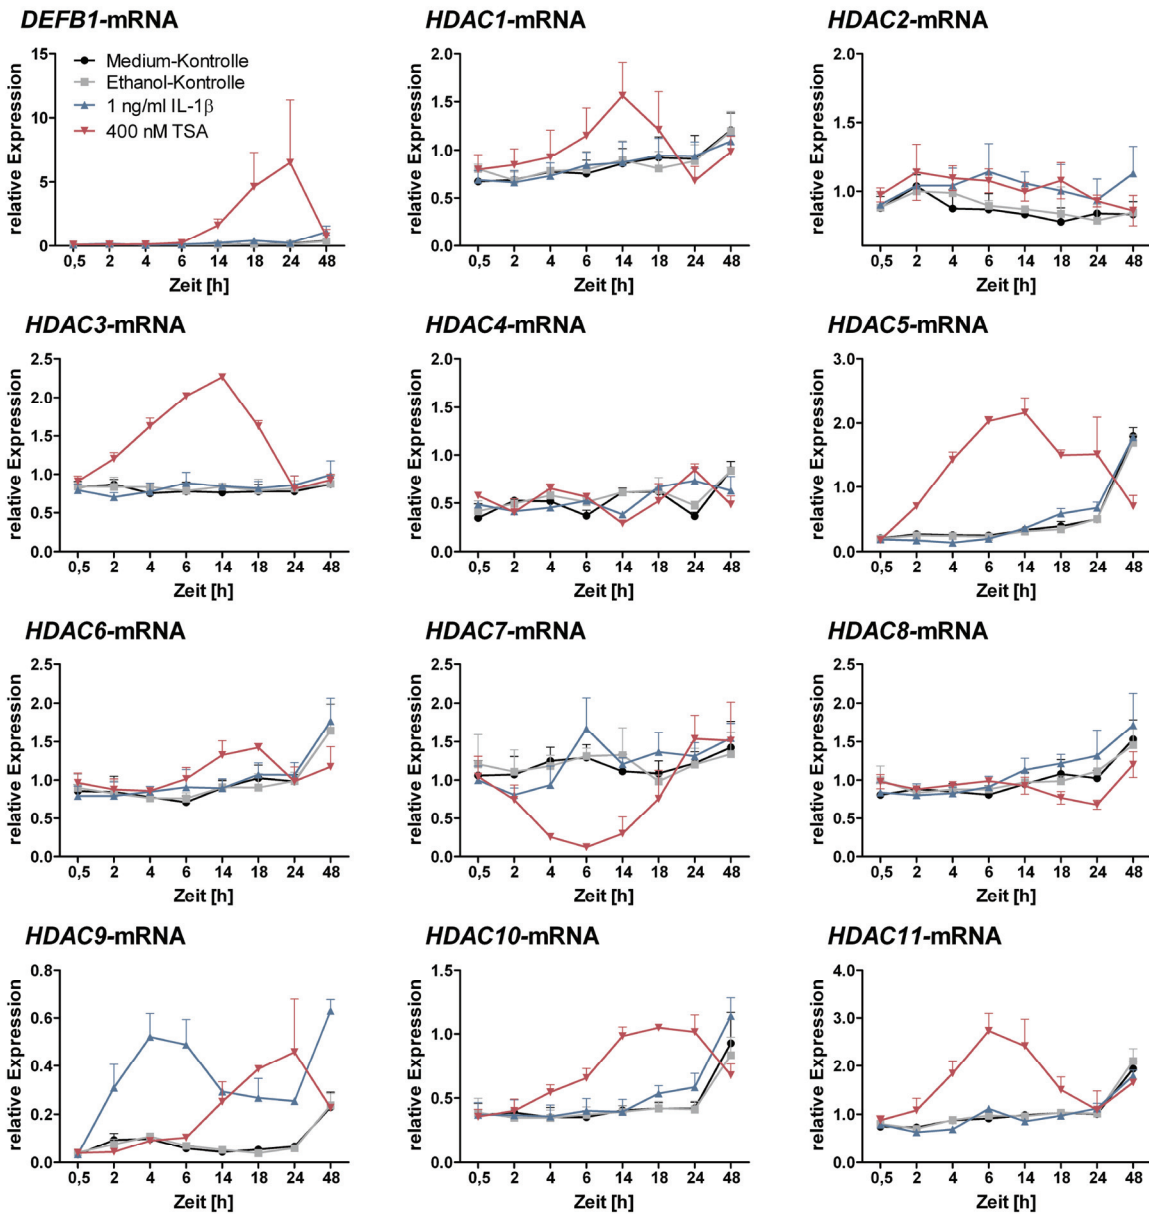 DEFB1-mRNA
relative Expression
15
10
5
0
Medium-Kontrolle
Ethanol-Kontrolle
1 ng/ml IL-1β
400 nM TSA
0,5 2 4 6 14 18 24 48
Zeit [h]
HDAC1-mRNA
relative Expression
2.0
1.5
1.0
0.5
0.0
0,5 2 4 6 14 18 24 48
Zeit [h]
HDAC2-mRNA
relative Expression
2.0
1.5
1.0
0,5 2 4 6 14 18 24 48
Zeit [h]
HDAC3-mRNA
relative Expression
2.5
2.0
1.5
1.0
0.5
0.0
0,5 2 4 6 14 18 24 48
Zeit [h]
HDAC4-mRNA
relative Expression
2.0
1.5
1.0
0.5
0.0
0,5 2 4 6 14 18 24 48
Zeit [h]
HDAC5-mRNA
relative Expression
3.0
2.0
1.0
0.0
0,5 2 4 6 14 18 24 48
Zeit [h]
HDAC6-mRNA
relative Expression
2.5
2.0
1.5
1.0
0.5
0.0
0,5 2 4 6 14 18 24 48
Zeit [h]
HDAC7-mRNA
relative Expression
2.5
2.0
1.5
1.0
0.5
0.0
0,5 2 4 6 14 18 24 48
Zeit [h]
HDAC8-mRNA
relative Expression
2.5
2.0
1.5
1.0
0.5
0.0
0,5 2 4 6 14 18 24 48
Zeit [h]
HDAC9-mRNA
relative Expression
0.8
0.6
0.4
0.2
0.0
0,5 2 4 6 14 18 24 48
Zeit [h]
HDAC10-mRNA
relative Expression
1.5
1.0
0.5
0.0
0,5 2 4 6 14 18 24 48
Zeit [h]
HDAC11-mRNA
relative Expression
4.0
3.0
2.0
1.0
0.0
0,5 2 4 6 14 18 24 48
Zeit [h]